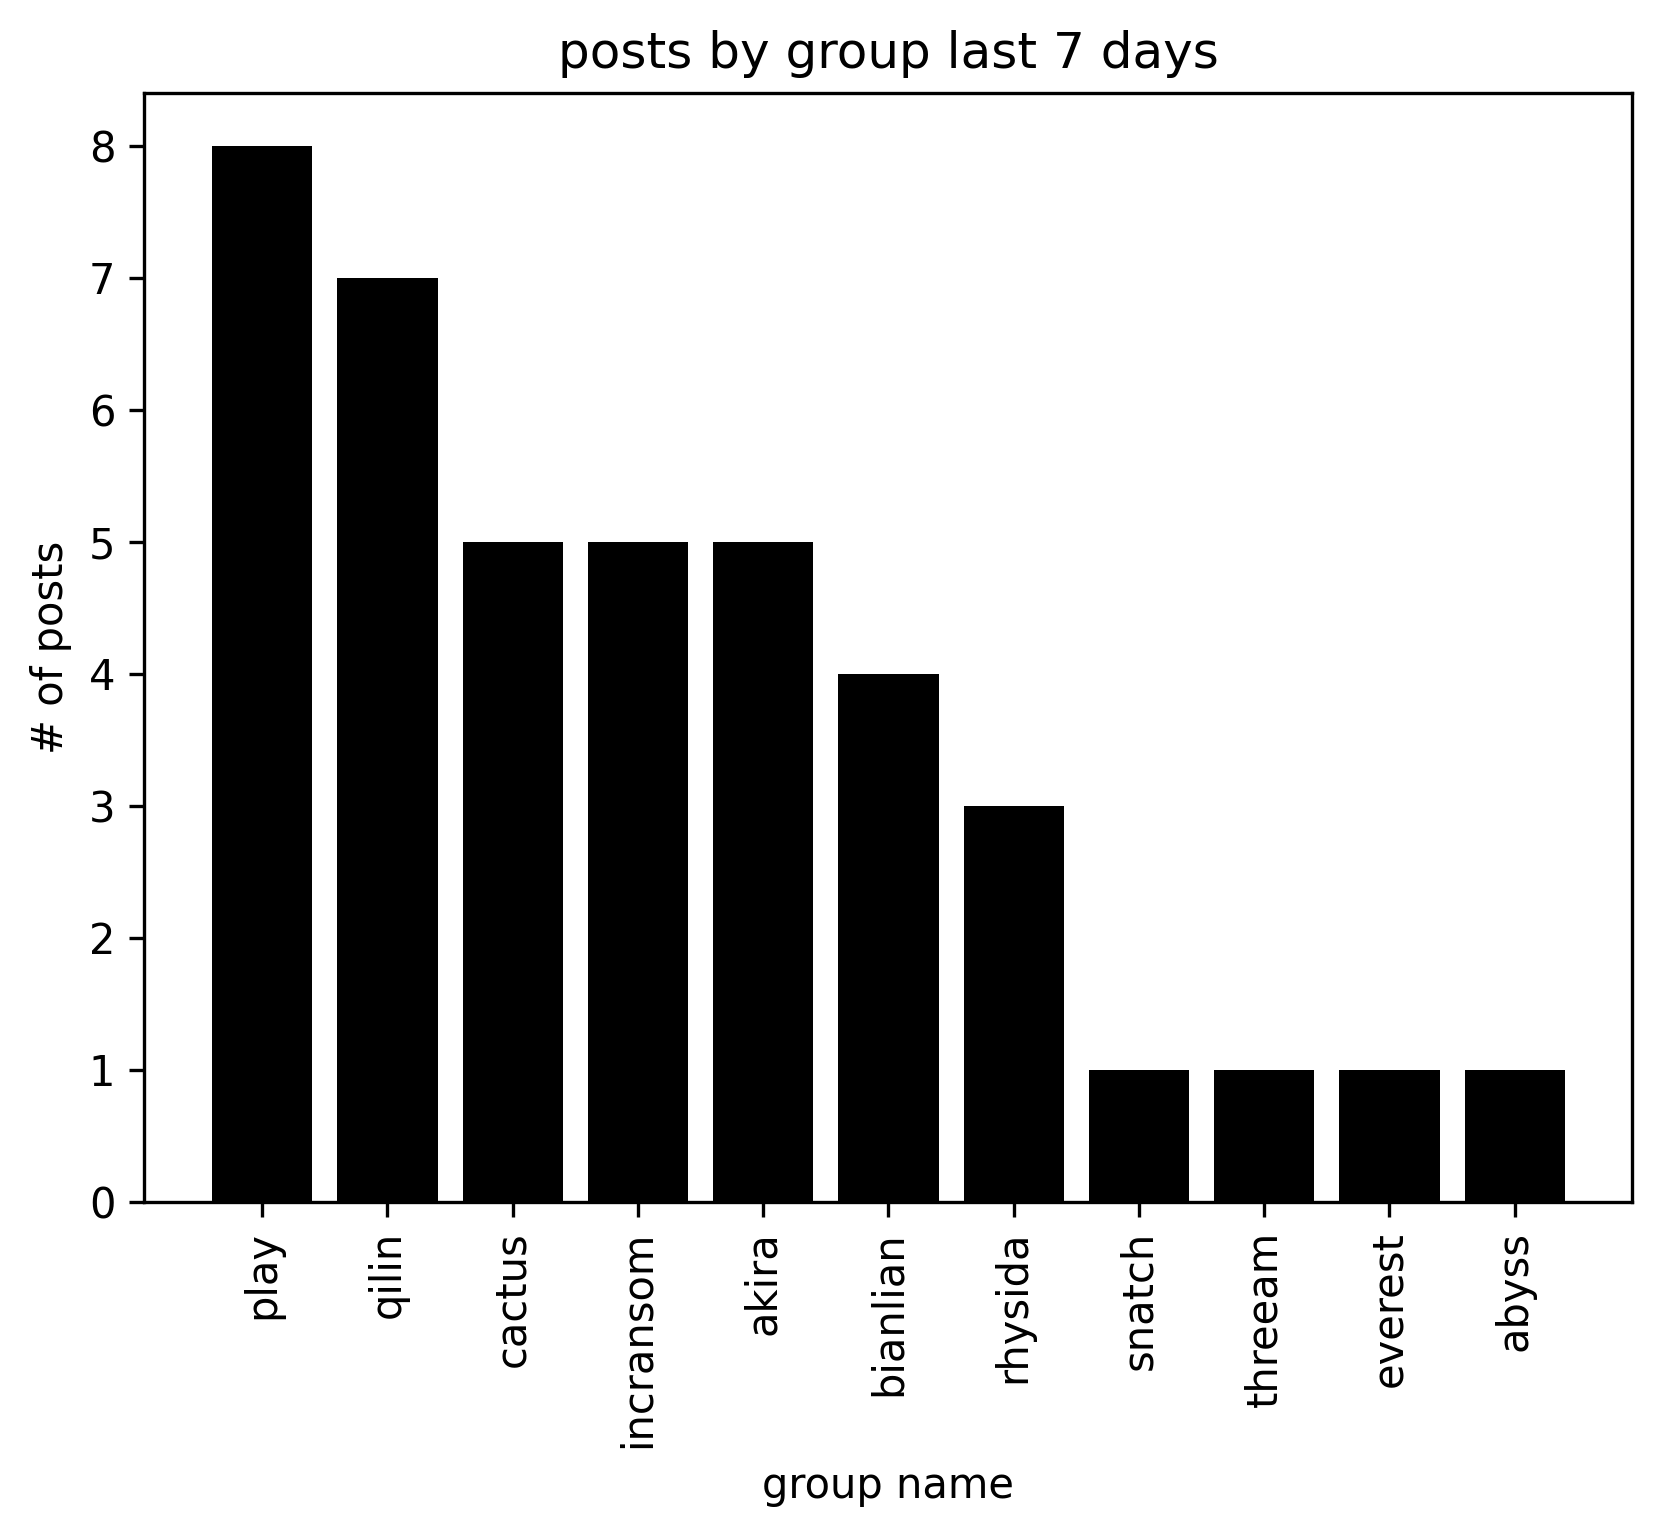 posts by group last 7 days
8
7
6
5
4
3
2
1
0
# of posts
play
qilin
cactus
incransom
akira
bianlian
rhysida
snatch
threeam
everest
abyss
group name